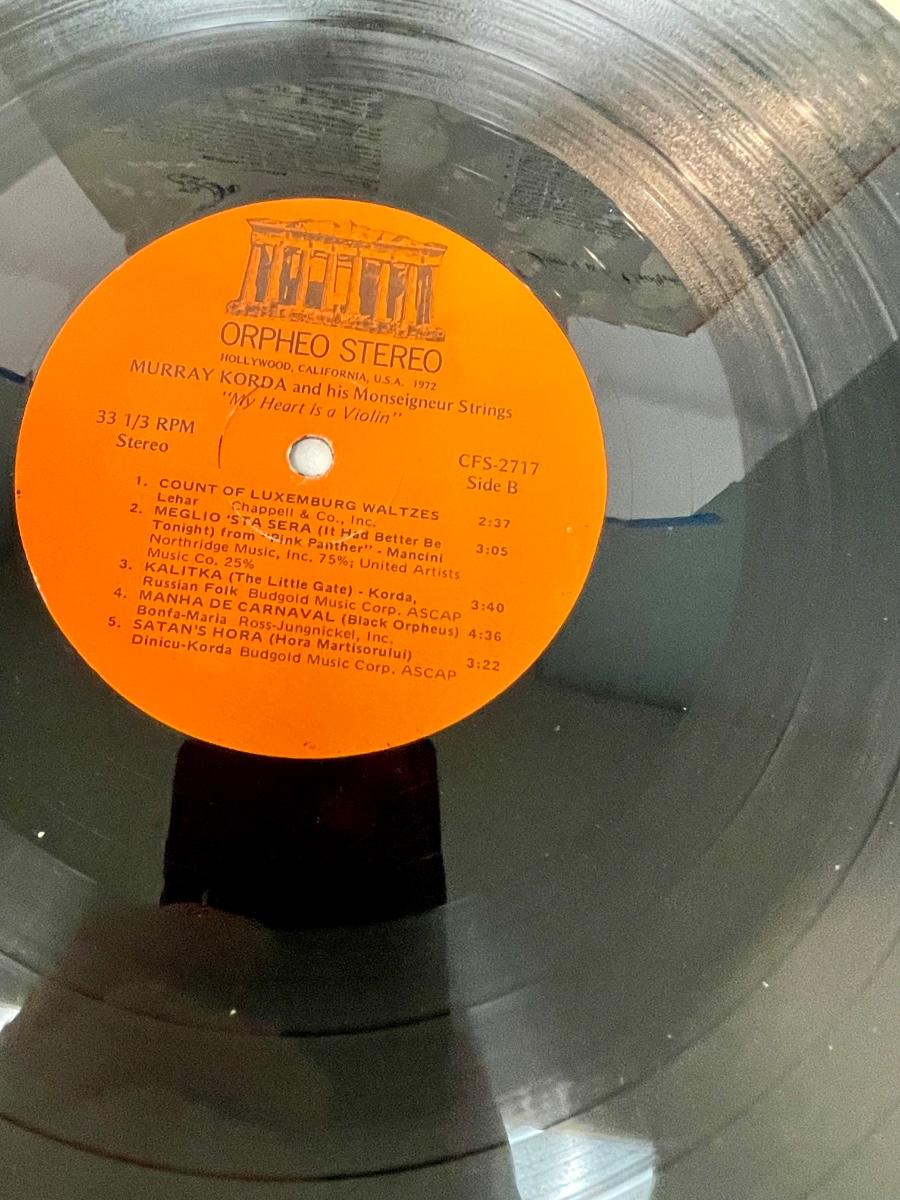 ORPHEO STEREO
HOLLYWOOD, CALIFORNIA, U.S.A. 1972
MURRAY KORDA and his Monseigneur Strings
"My Heart is a Violin"
33 1/3 RPM
Stereo
CFS-2717
Side B
1. COUNT OF LUXEMBURG WALTZES
Lehar Chappell & Co., Inc. 2:37
2. MEGLIO 'STA SERA (It Had Better Be
Tonight) from "Pink Panther" - Mancini 3:05
Northridge Music, Inc. 75%; United Artists
Music Co. 25%
3. KALITKA (The Little Gate) - Korda,
Russian Folk Budgold Music Corp. ASCAP 3:40
4. MANHA DE CARNAVAL (Black Orpheus) 4:36
Bonfa-Maria Ross-Jungnickel, Inc.
5. SATAN'S HORA (Hora Martisorului)
Dinicu-Korda Budgold Music Corp. ASCAP 3:22